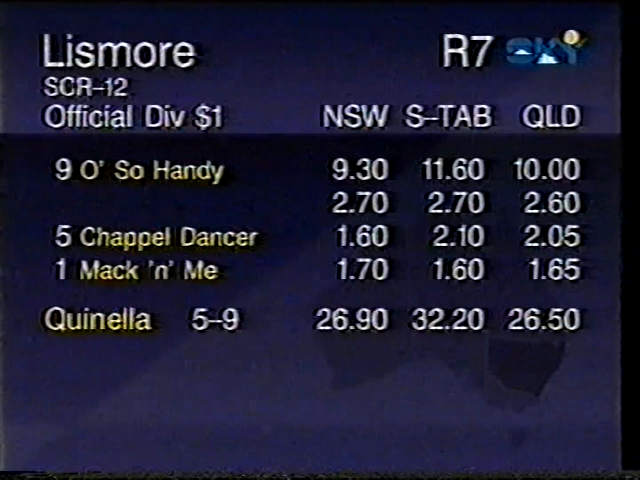 Lismore R7 SKY
SCR-12
Official Div $1 NSW S-TAB QLD
9 O' So Handy 9.30 11.60 10.00
2.70 2.70 2.60
5 Chappel Dancer 1.60 2.10 2.05
1 Mack 'n' Me 1.70 1.60 1.65
Quinella 5-9 26.90 32.20 26.50